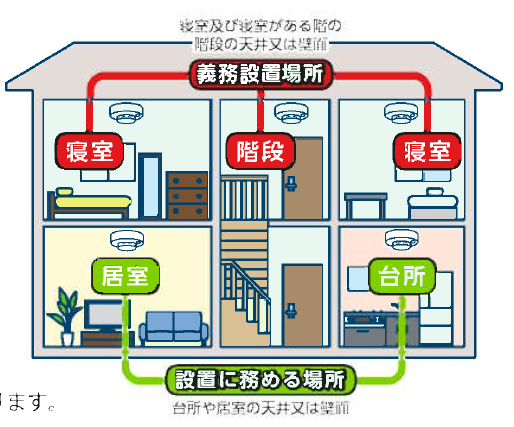 寝室及び寝室がある階の
階段の天井又は壁面
義務設置場所
寝室
階段
寝室
居室
台所
設置に務める場所
台所や居室の天井又は壁面
ます。